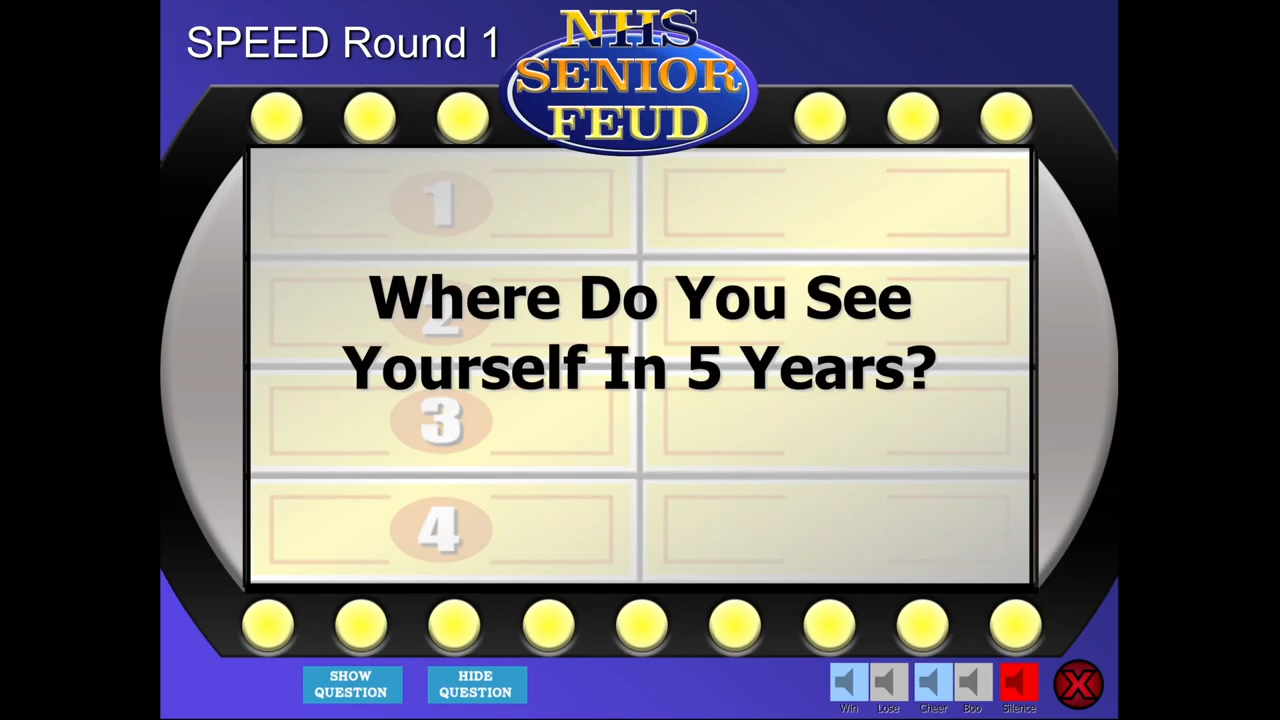 SPEED Round 1
NHS
SENIOR
FEUD
1
2
3
4
Where Do You See
Yourself In 5 Years?
SHOW
QUESTION
HIDE
QUESTION
Win
Lose
Cheer
Boo
Silence
X